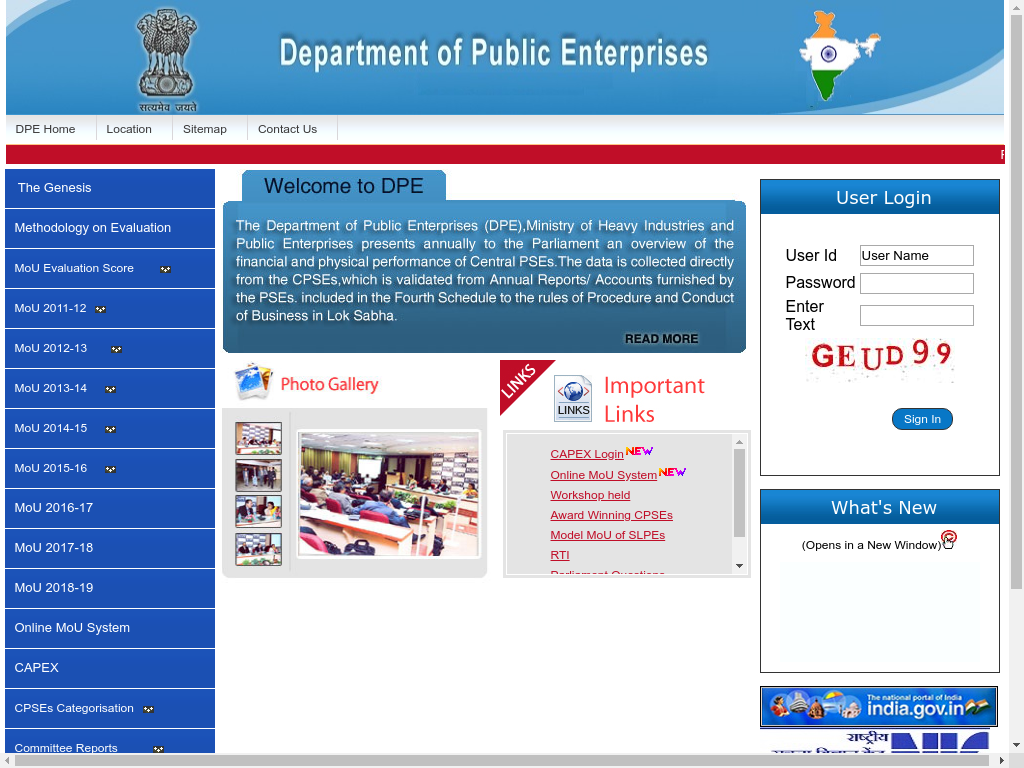 सत्यमेव जयते
Department of Public Enterprises
DPE Home
Location
Sitemap
Contact Us
The Genesis
Methodology on Evaluation
MoU Evaluation Score
MoU 2011-12
MoU 2012-13
MoU 2013-14
MoU 2014-15
MoU 2015-16
MoU 2016-17
MoU 2017-18
MoU 2018-19
Online MoU System
CAPEX
CPSEs Categorisation
Committee Reports
Welcome to DPE
The Department of Public Enterprises (DPE),Ministry of Heavy Industries and
Public Enterprises presents annually to the Parliament an overview of the
financial and physical performance of Central PSEs.The data is collected directly
from the CPSEs,which is validated from Annual Reports/ Accounts furnished by
the PSEs. included in the Fourth Schedule to the rules of Procedure and Conduct
of Business in Lok Sabha.
READ MORE
Photo Gallery
LINKS
LINKS
Important
Links
CAPEX Login NEW
Online MoU System NEW
Workshop held
Award Winning CPSEs
Model MoU of SLPEs
RTI
Parliament Questions
User Login
User Id User Name
Password
Enter
Text
GEUD99
Sign In
What's New
(Opens in a New Window)
The national portal of India
india.gov.in
राष्ट्रीय